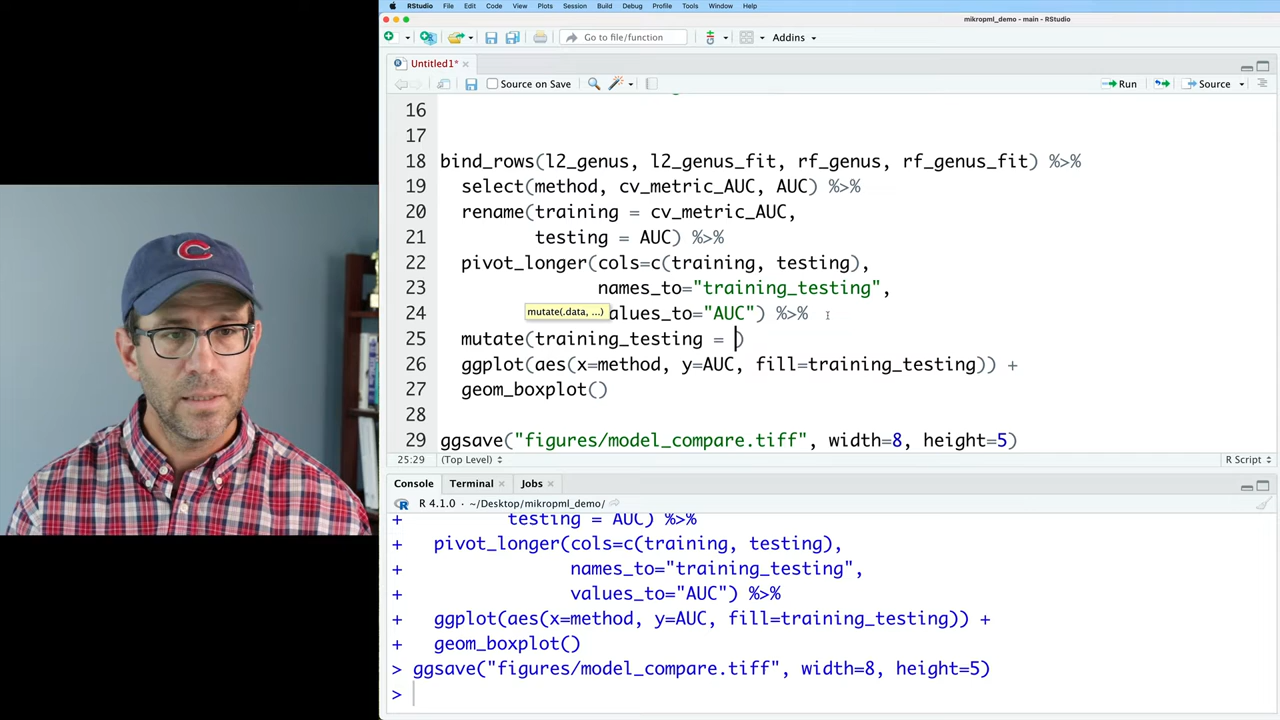 RStudio File Edit Code View Plots Session Build Debug Profile Tools Window Help
mikropml_demo - main - RStudio
Go to file/function Addins
Untitled1*
Source on Save Run Source
16
17
18 bind_rows(l2_genus, l2_genus_fit, rf_genus, rf_genus_fit) %>%
19 select(method, cv_metric_AUC, AUC) %>%
20 rename(training = cv_metric_AUC,
21 testing = AUC) %>%
22 pivot_longer(cols=c(training, testing),
23 names_to="training_testing",
mutate(.data, ...)
24 alues_to="AUC") %>%
25 mutate(training_testing = )
26 ggplot(aes(x=method, y=AUC, fill=training_testing)) +
27 geom_boxplot()
28
29 ggsave("figures/model_compare.tiff", width=8, height=5)
25:29 (Top Level) R Script
Console Terminal Jobs
R 4.1.0 · ~/Desktop/mikropml_demo/
+ testing = AUC) %>%
+ pivot_longer(cols=c(training, testing),
+ names_to="training_testing",
+ values_to="AUC") %>%
+ ggplot(aes(x=method, y=AUC, fill=training_testing)) +
+ geom_boxplot()
> ggsave("figures/model_compare.tiff", width=8, height=5)
>